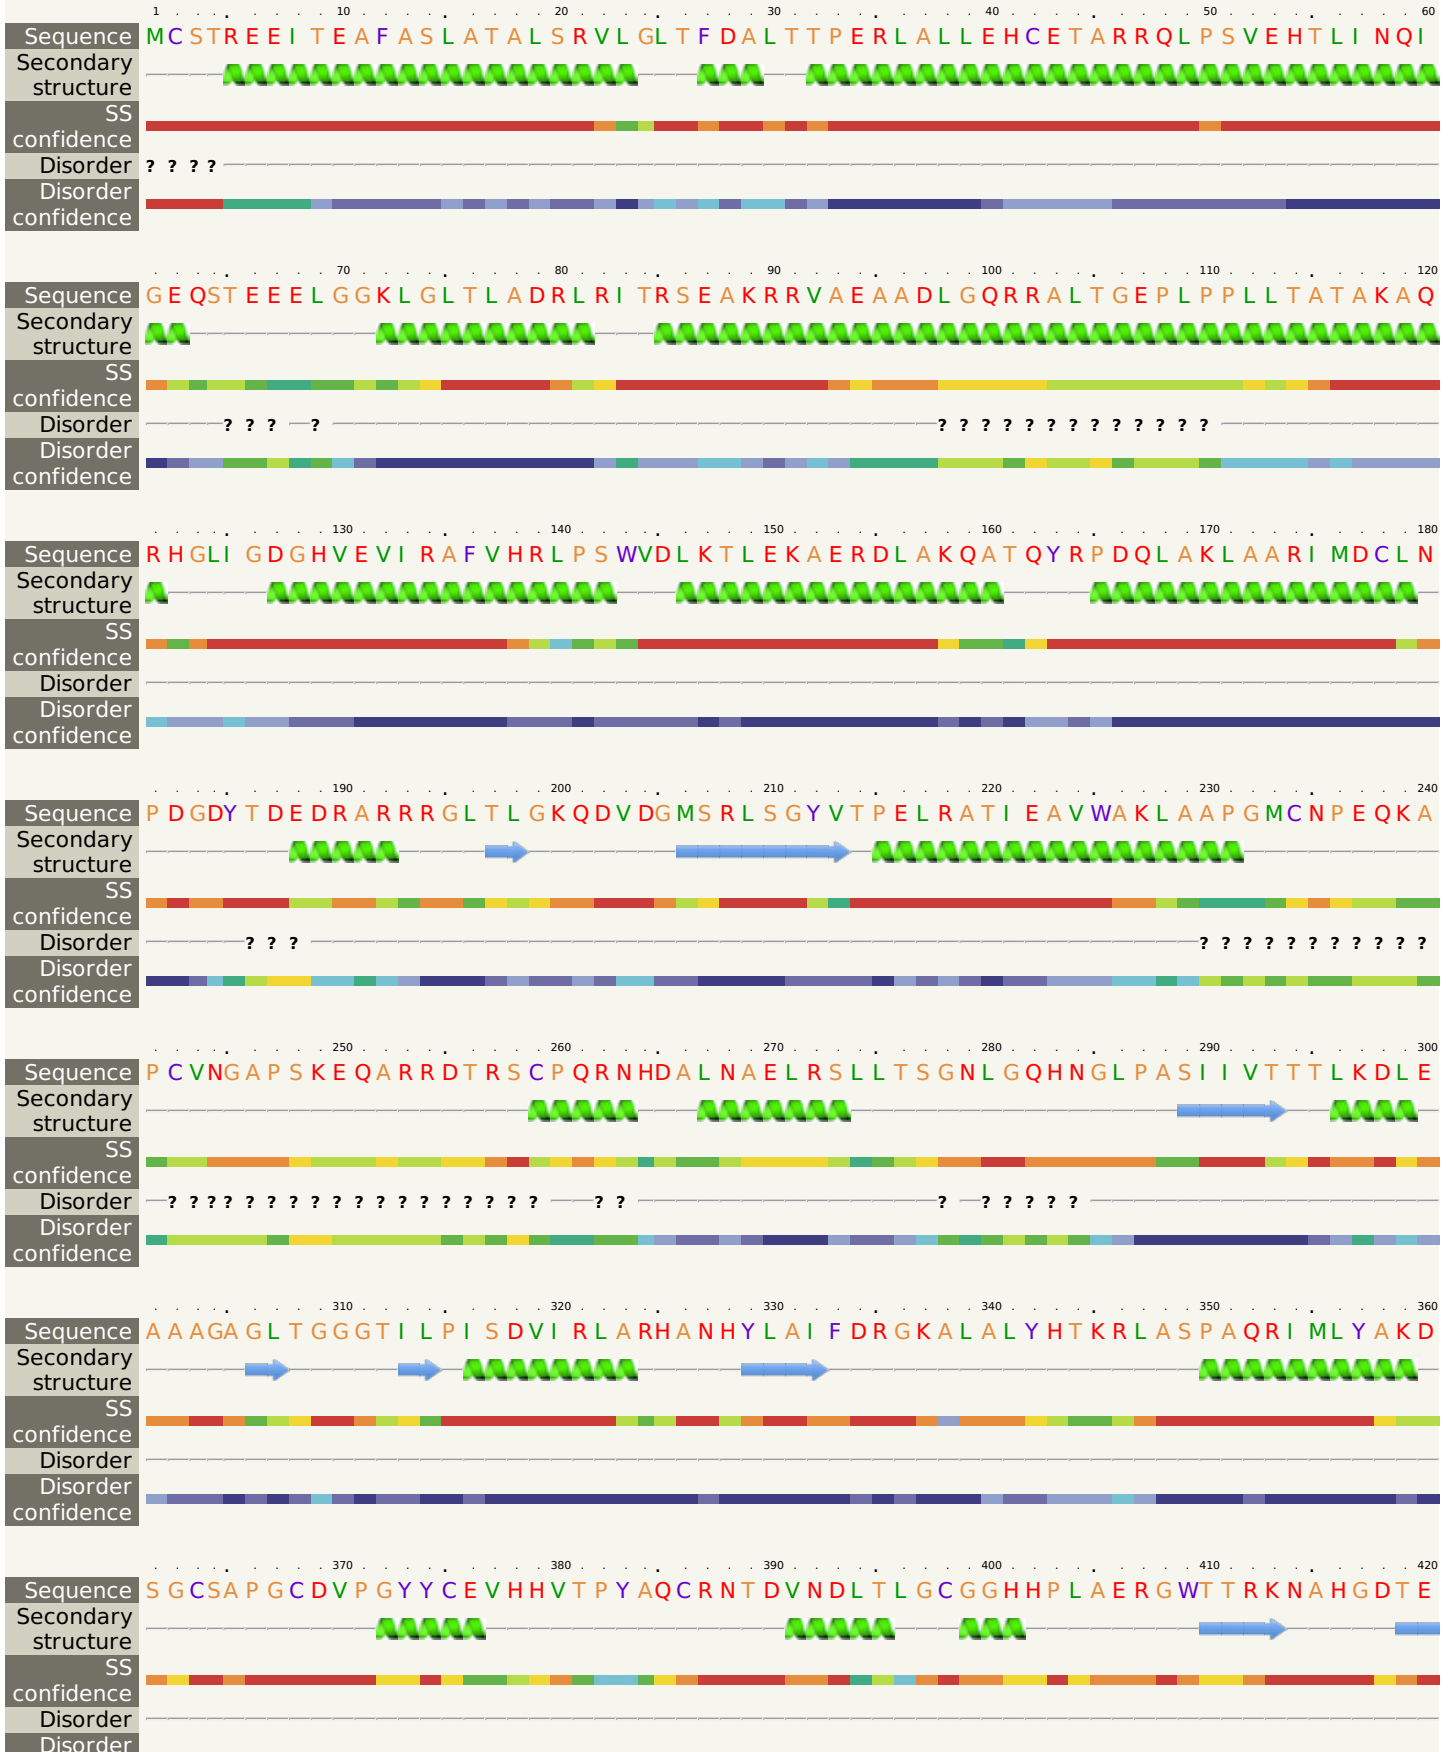 1 10 20 30 40 50 60
Sequence MCSTREEITEAFASLATALSRVLGLTFDALTTPERLALLEHCETARRQLPSVEHTLINQI
Secondary
structure
SS
confidence
Disorder ? ? ? ?
Disorder
confidence
70 80 90 100 110 120
Sequence GEQSTEEELGGKLGLTLADRLRITRSEAKRRVAEAADLGQRRALTGEPLPPLLTATAKAQ
Secondary
structure
SS
confidence
Disorder ? ? ? ? ? ? ? ? ? ? ? ? ? ? ? ? ?
Disorder
confidence
130 140 150 160 170 180
Sequence RHGLIGDGHVEVIRAFVHRLPSWVDLKTLEKAERDLAKQATQYRPDQLAKLAARIMDCLN
Secondary
structure
SS
confidence
Disorder
Disorder
confidence
190 200 210 220 230 240
Sequence PDGDYTDEDRARRRGLTLGKQDVDGMSRLSGYVTPELRATIEAVWAKLAAPGMCNPEQKA
Secondary
structure
SS
confidence
Disorder ? ? ? ? ? ? ? ? ? ? ? ? ? ?
Disorder
confidence
250 260 270 280 290 300
Sequence PCVNGAPSKEQARRDTRSCPQRNHDALNAELRSLLTSGNLGQHNGLPASIIVTTTLKDLE
Secondary
structure
SS
confidence
Disorder ? ? ? ? ? ? ? ? ? ? ? ? ? ? ? ? ? ? ? ? ? ? ? ? ? ?
Disorder
confidence
310 320 330 340 350 360
Sequence AAAGAGLTGGGTILPISDVIRLARHANHYLAIFDRGKALALYHTKRLASPAQRIMLYAKD
Secondary
structure
SS
confidence
Disorder
Disorder
confidence
370 380 390 400 410 420
Sequence SGCSAPGCDVPGYYCEVHHVTPYAQCRNTDVNDLTLGCGGHHPLAERGWTTRKNAHGDTE
Secondary
structure
SS
confidence
Disorder
Disorder